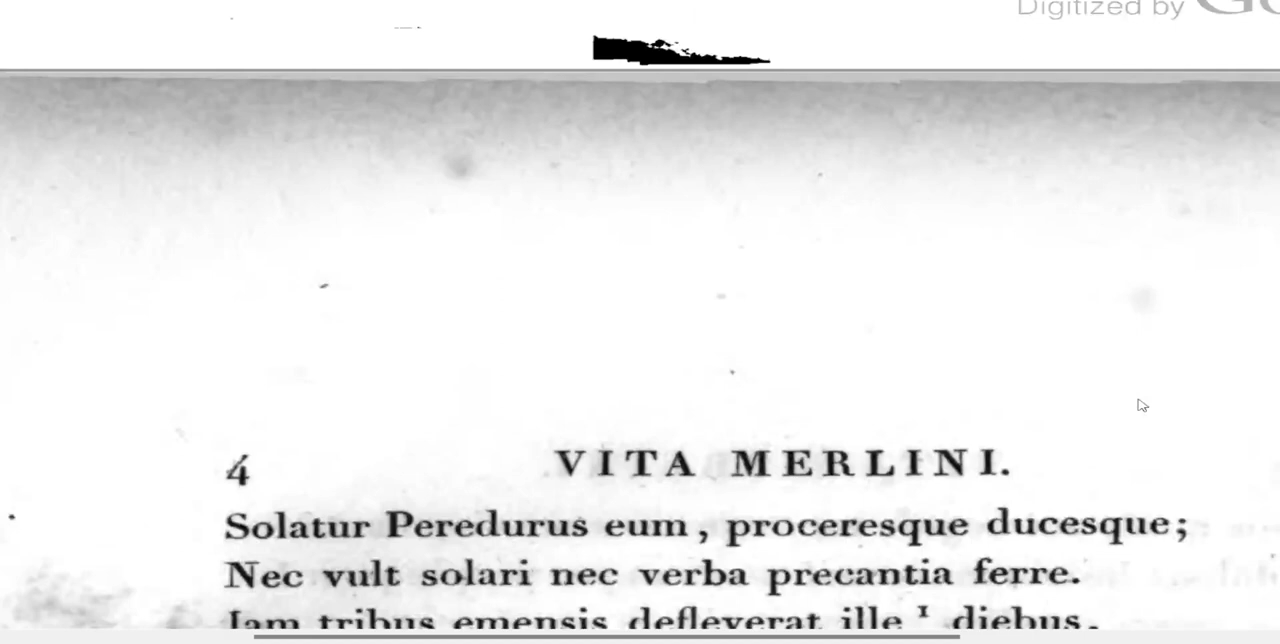 Digitized by
4 VITA MERLINI.
Solatur Peredurus eum, proceresque ducesque;
Nec vult solari nec verba precantia ferre.
Jam tribus emensis defleverat ille ¹ diebus,